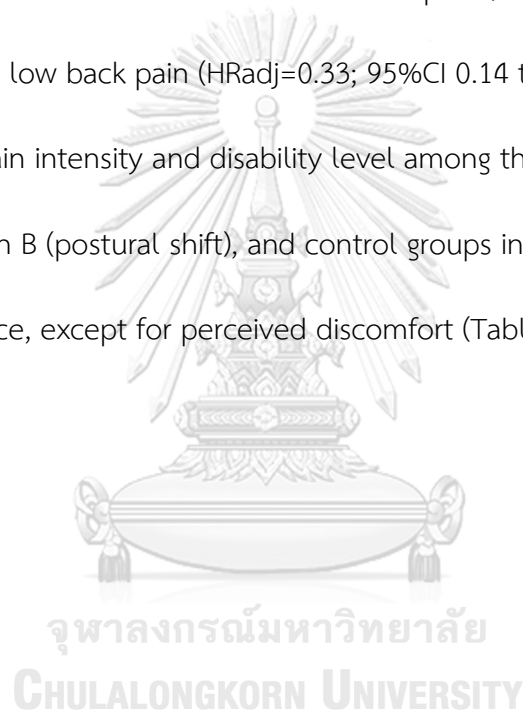 low back pain (HRadj=0.33; 95%CI 0.14 t
ain intensity and disability level among th
n B (postural shift), and control groups in
ce, except for perceived discomfort (Tabl
จุฬาลงกรณ์มหาวิทยาลัย
CHULALONGKORN UNIVERSITY